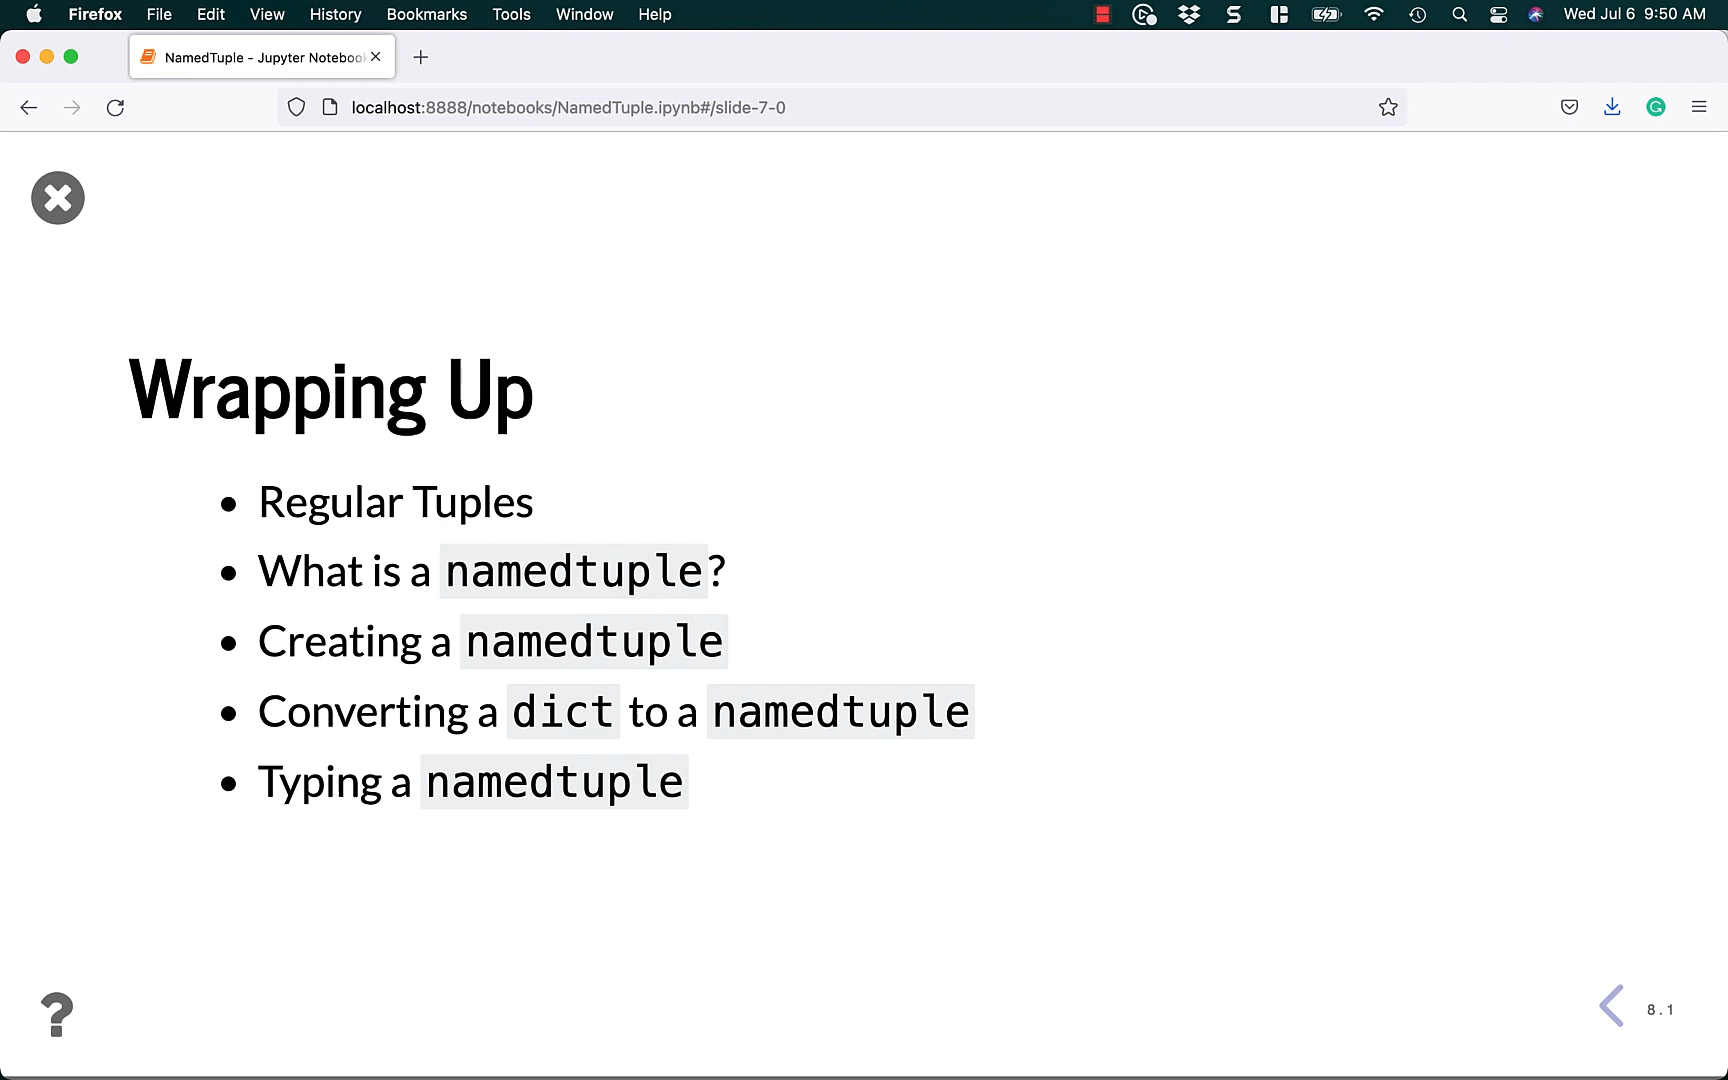 Firefox File Edit View History Bookmarks Tools Window Help Wed Jul 6 9:50 AM
NamedTuple - Jupyter Noteboo
localhost:8888/notebooks/NamedTuple.ipynb#/slide-7-0
Wrapping Up
• Regular Tuples
• What is a namedtuple?
• Creating a namedtuple
• Converting a dict to a namedtuple
• Typing a namedtuple
?
8.1